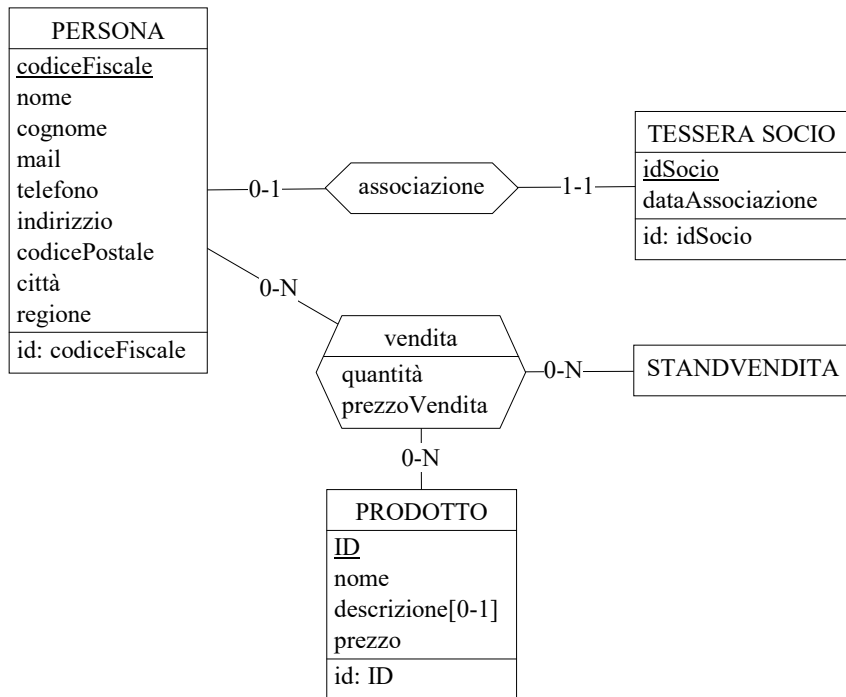 PERSONA
codiceFiscale
nome
cognome
mail
telefono
indirizzio
codicePostale
città
regione
id: codiceFiscale
0-1
associazione
1-1
TESSERA SOCIO
idSocio
dataAssociazione
id: idSocio
0-N
vendita
quantità
prezzoVendita
0-N
STANDVENDITA
0-N
PRODOTTO
ID
nome
descrizione[0-1]
prezzo
id: ID